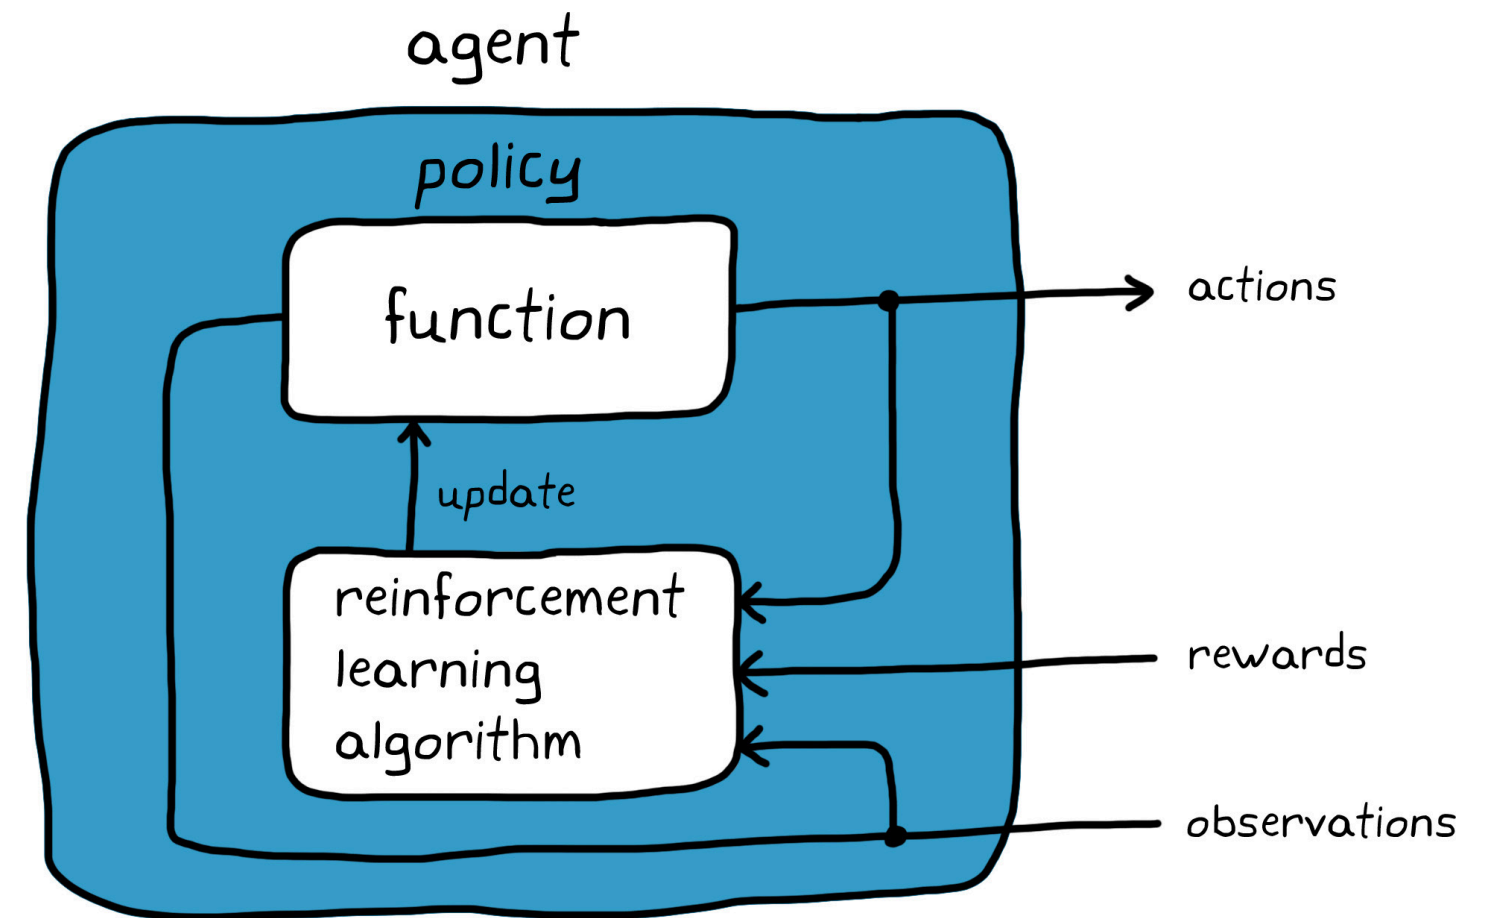 agent
policy
function
actions
update
reinforcement
learning
algorithm
rewards
observations